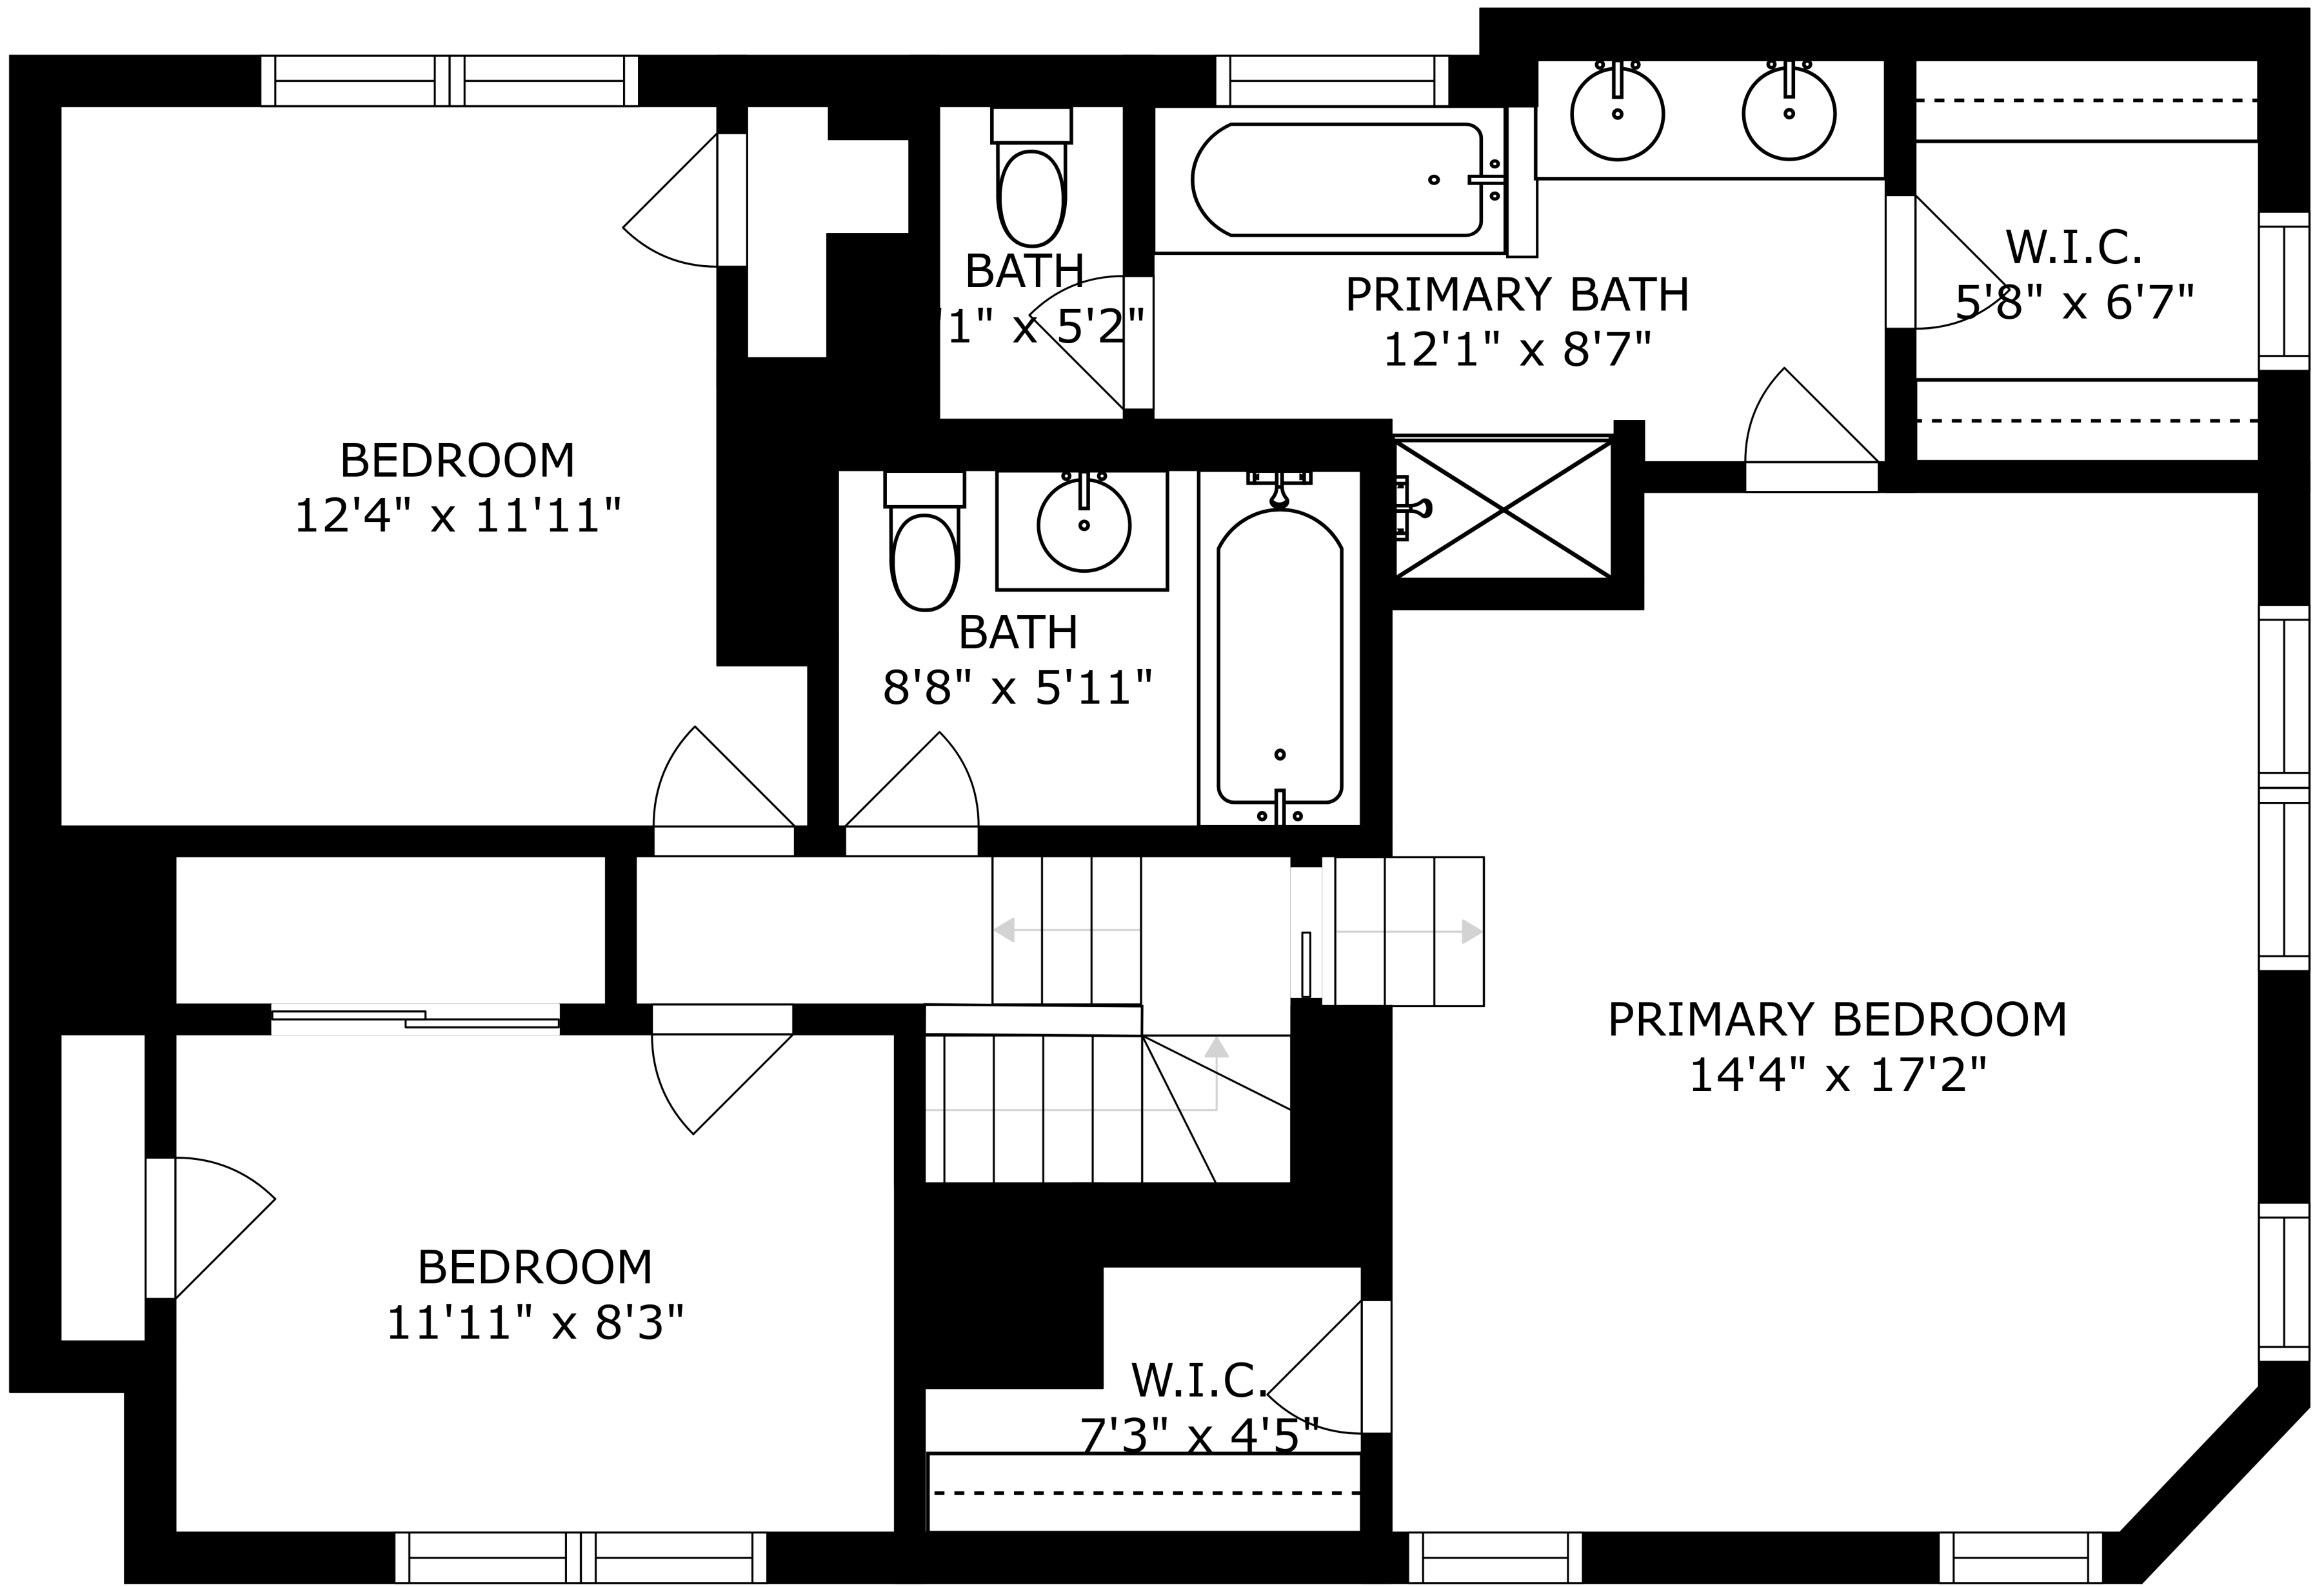 BATH
'1" x 5'2"
PRIMARY BATH
12'1" x 8'7"
W.I.C.
5'8" x 6'7"
BEDROOM
12'4" x 11'11"
BATH
8'8" x 5'11"
PRIMARY BEDROOM
14'4" x 17'2"
BEDROOM
11'11" x 8'3"
W.I.C.
7'3" x 4'5"